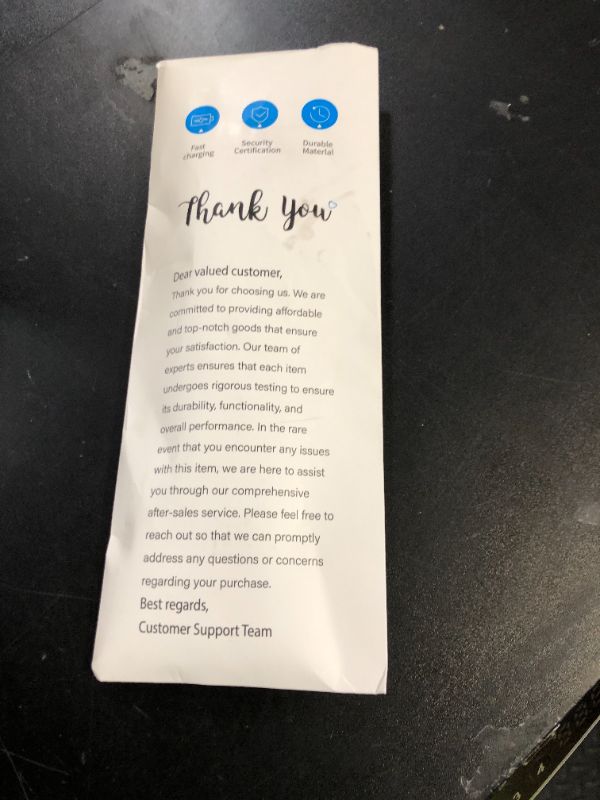 Fast charging
Security Certification
Durable Material
Thank You
Dear valued customer,
Thank you for choosing us. We are
committed to providing affordable
and top-notch goods that ensure
your satisfaction. Our team of
experts ensures that each item
undergoes rigorous testing to ensure
its durability, functionality, and
overall performance. In the rare
event that you encounter any issues
with this item, we are here to assist
you through our comprehensive
after-sales service. Please feel free to
reach out so that we can promptly
address any questions or concerns
regarding your purchase.
Best regards,
Customer Support Team